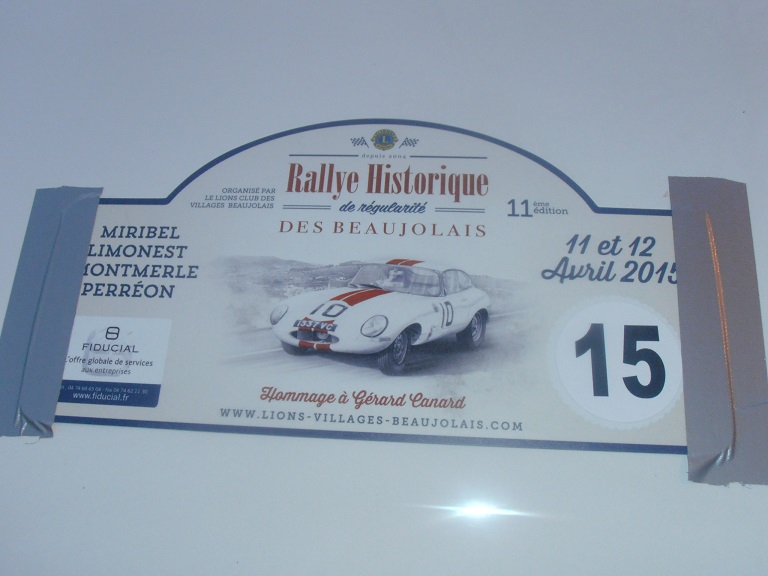 depuis 2004
Rallye Historique
de régularité
DES BEAUJOLAIS
ORGANISÉ PAR
LE LIONS CLUB DES
VILLAGES BEAUJOLAIS
11ème édition
MIRIBEL
LIMONEST
MONTMERLE
PERRÉON
11 et 12
Avril 2015
FIDUCIAL
L'offre globale de services
aux entreprises
www.fiducial.fr
10
10
15
Hommage à Gérard Canard
WWW.LIONS-VILLAGES-BEAUJOLAIS.COM